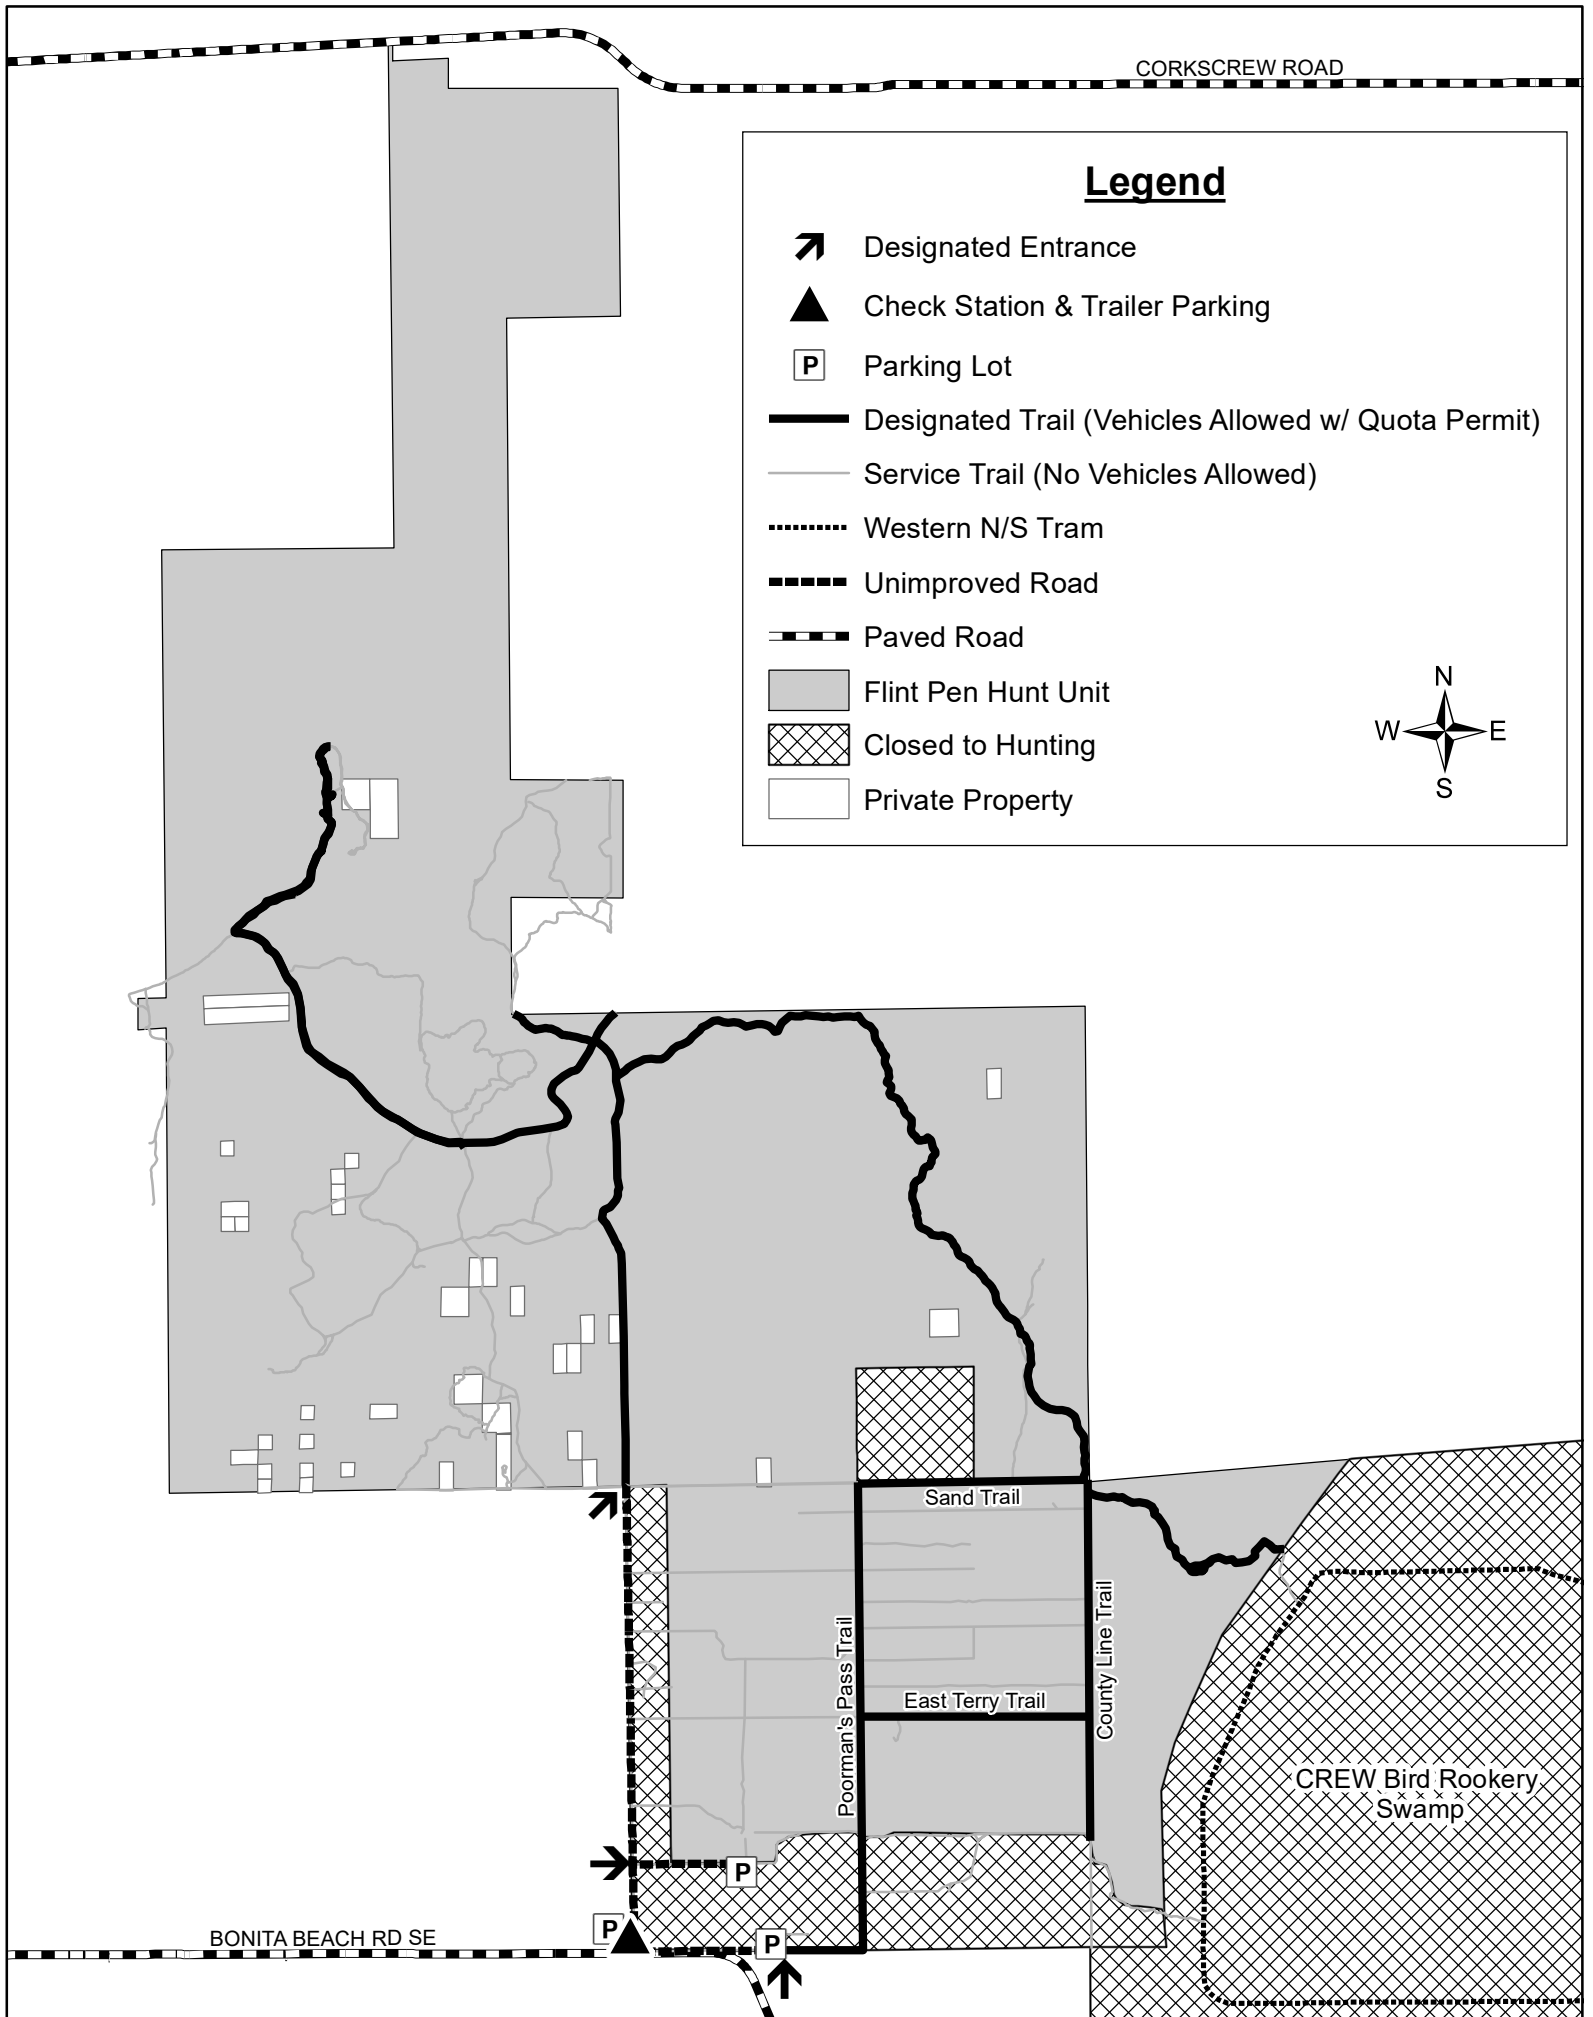 CORKSCREW ROAD
Legend
Designated Entrance
Check Station & Trailer Parking
P
Parking Lot
Designated Trail (Vehicles Allowed w/ Quota Permit)
Service Trail (No Vehicles Allowed)
Western N/S Tram
Unimproved Road
Paved Road
Flint Pen Hunt Unit
Closed to Hunting
Private Property
N
W
E
S
Sand Trail
Poorman's Pass Trail
County Line Trail
East Terry Trail
CREW Bird Rookery
Swamp
P
P
P
BONITA BEACH RD SE